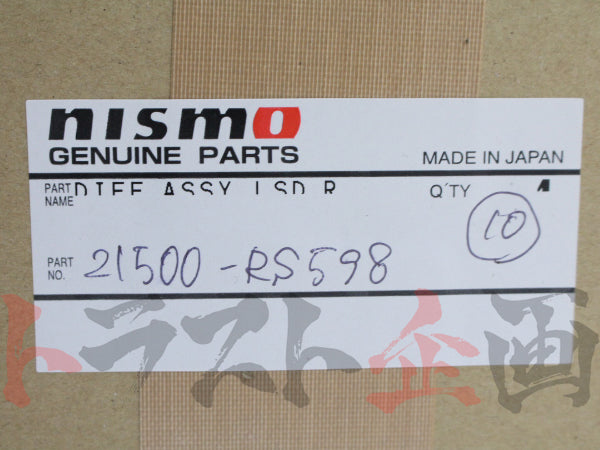 nismo
GENUINE PARTS
MADE IN JAPAN
PART NAME DIFF ASSY LSD R
Q'TY
10
PART NO. 21500-RS598
トラスト企画